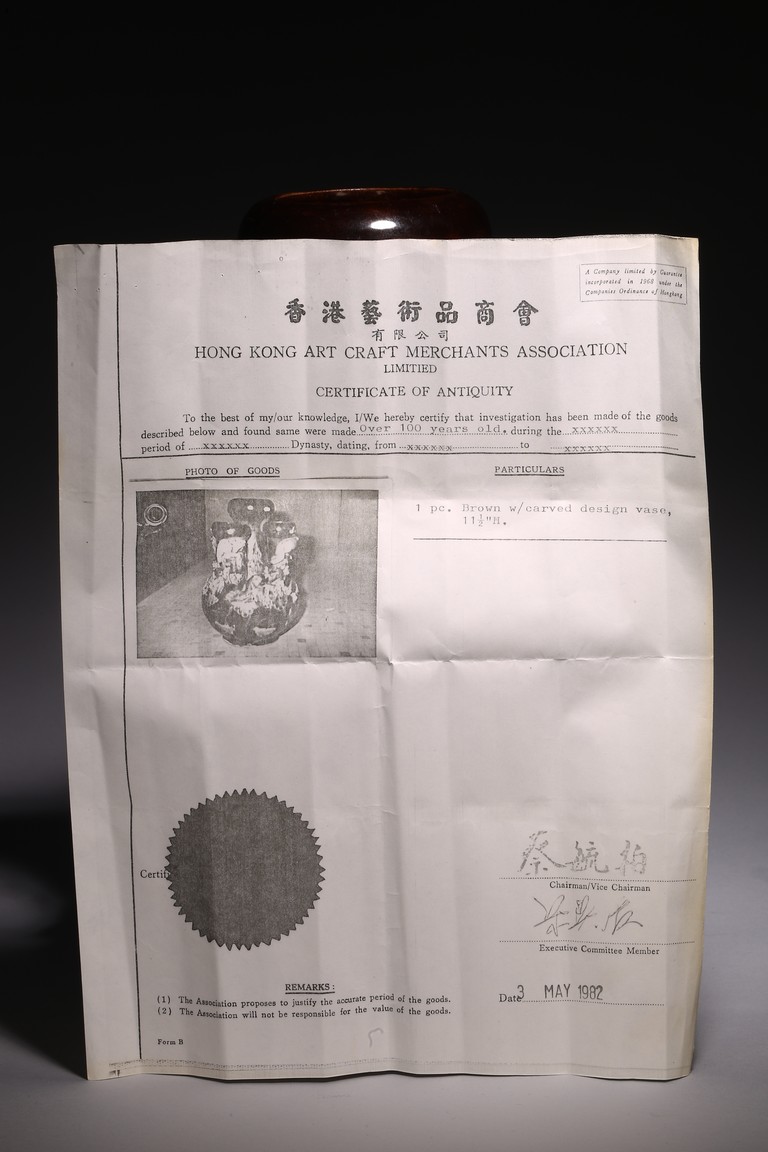 A Company limited by Guarantee
incorporated in 1968 under the
Companies Ordinance of Hongkong
香港藝術品商會
有限公司
HONG KONG ART CRAFT MERCHANTS ASSOCIATION
LIMITIED
CERTIFICATE OF ANTIQUITY
To the best of my/our knowledge, I/We hereby certify that investigation has been made of the goods
described below and found same were made Over 100 years old, during the xxxxxx
period of xxxxxx Dynasty, dating, from xxxxxx to xxxxxx
PHOTO OF GOODS
PARTICULARS
1 pc. Brown w/carved design vase,
11½"H.
Certif
蔡毓柏
Chairman/Vice Chairman
Executive Committee Member
REMARKS:
(1) The Association proposes to justify the accurate period of the goods.
(2) The Association will not be responsible for the value of the goods.
Date 3 MAY 1982
Form B